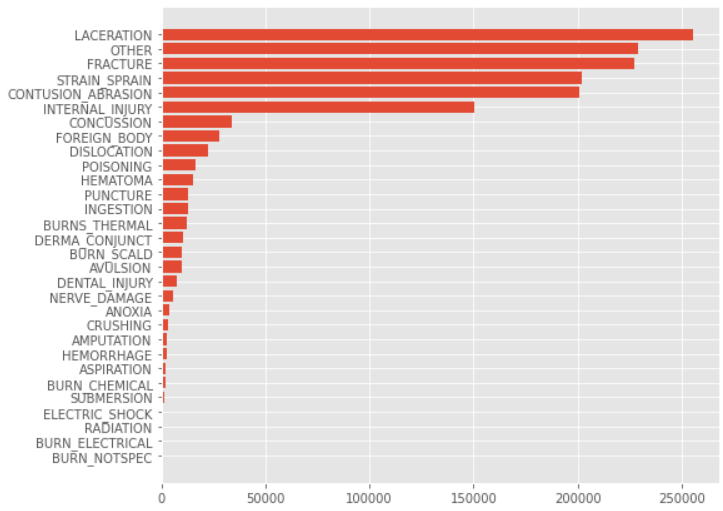 LACERATION
OTHER
FRACTURE
STRAIN_SPRAIN
CONTUSION_ABRASION
INTERNAL_INJURY
CONCUSSION
FOREIGN_BODY
DISLOCATION
POISONING
HEMATOMA
PUNCTURE
INGESTION
BURNS_THERMAL
DERMA_CONJUNCT
BURN_SCALD
AVULSION
DENTAL_INJURY
NERVE_DAMAGE
ANOXIA
CRUSHING
AMPUTATION
HEMORRHAGE
ASPIRATION
BURN_CHEMICAL
SUBMERSION
ELECTRIC_SHOCK
RADIATION
BURN_ELECTRICAL
BURN_NOTSPEC
0 50000 100000 150000 200000 250000